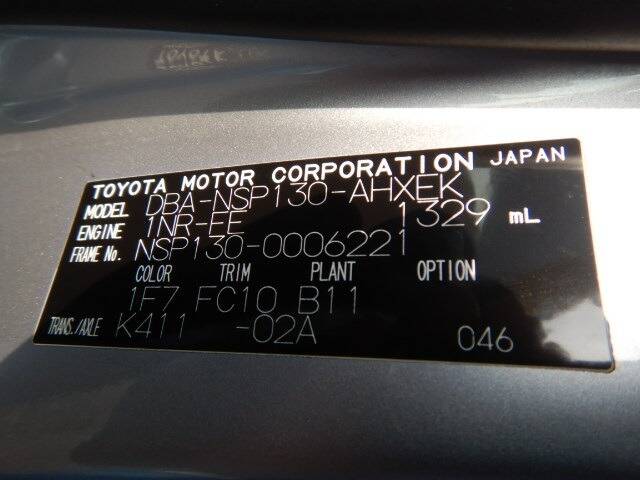 TOYOTA MOTOR CORPORATION JAPAN
MODEL DBA-NSP130-AHXEK
ENGINE 1NR-EE 1329 mL
FRAME No. NSP130-0006221
COLOR TRIM PLANT OPTION
1F7 FC10 B11
TRANS./AXLE K411 -02A 046